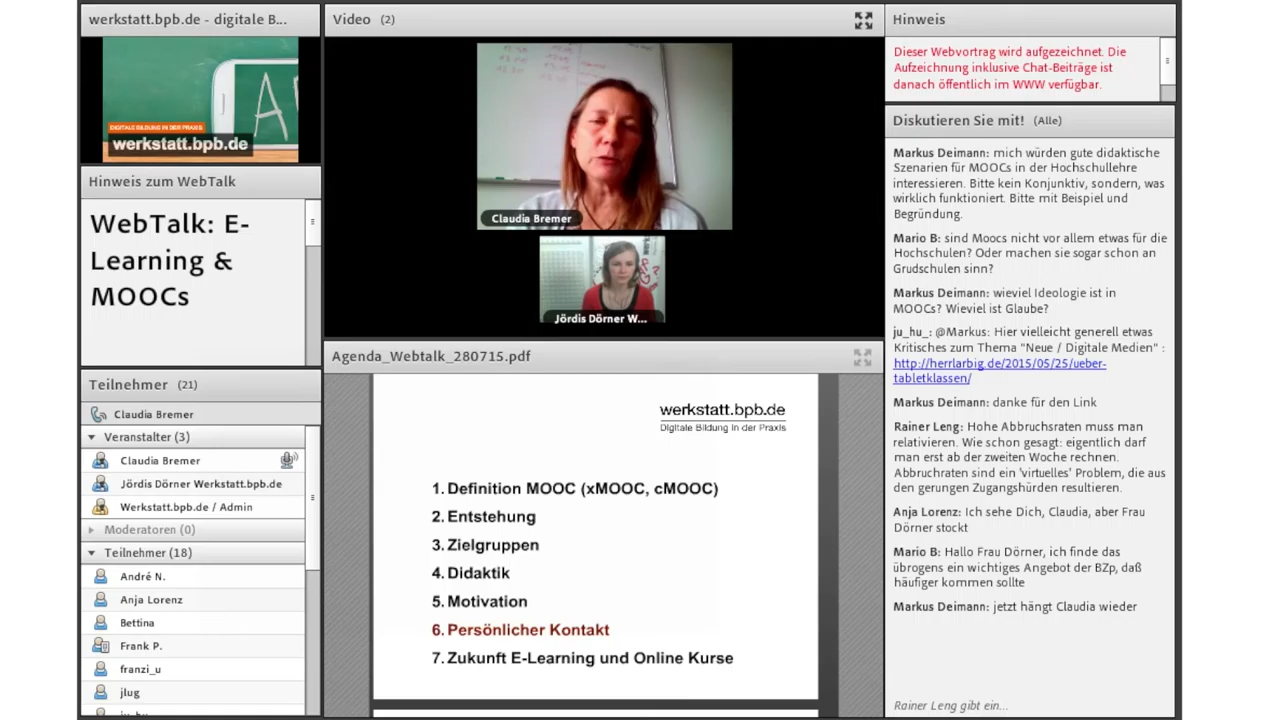 werkstatt.bpb.de - digitale B...
DIGITALE BILDUNG IN DER PRAXIS
werkstatt.bpb.de
Hinweis zum WebTalk
WebTalk: E-
Learning &
MOOCs
Teilnehmer (21)
Claudia Bremer
Veranstalter (3)
Claudia Bremer
Jördis Dörner Werkstatt.bpb.de
Werkstatt.bpb.de / Admin
Moderatoren (0)
Teilnehmer (18)
André N.
Anja Lorenz
Bettina
Frank P.
franzi_u
jlug
Video (2)
Claudia Bremer
Jördis Dörner W...
Agenda_Webtalk_280715.pdf
werkstatt.bpb.de
Digitale Bildung in der Praxis
1. Definition MOOC (xMOOC, cMOOC)
2. Entstehung
3. Zielgruppen
4. Didaktik
5. Motivation
6. Persönlicher Kontakt
7. Zukunft E-Learning und Online Kurse
Hinweis
Dieser Webvortrag wird aufgezeichnet. Die
Aufzeichnung inklusive Chat-Beiträge ist
danach öffentlich im WWW verfügbar.
Diskutieren Sie mit! (Alle)
Markus Deimann: mich würden gute didaktische
Szenarien für MOOCs in der Hochschullehre
interessieren. Bitte kein Konjunktiv, sondern, was
wirklich funktioniert. Bitte mit Beispiel und
Begründung.
Mario B: sind Moocs nicht vor allem etwas für die
Hochschulen? Oder machen sie sogar schon an
Grudschulen sinn?
Markus Deimann: wieviel Ideologie ist in
MOOCs? Wieviel ist Glaube?
ju_hu_: @Markus: Hier vielleicht generell etwas
Kritisches zum Thema "Neue / Digitale Medien" :
http://herrlarbig.de/2015/05/25/ueber-
tabletklassen/
Markus Deimann: danke für den Link
Rainer Leng: Hohe Abbruchsraten muss man
relativieren. Wie schon gesagt: eigentlich darf
man erst ab der zweiten Woche rechnen.
Abbruchraten sind ein 'virtuelles' Problem, die aus
den gerungen Zugangshürden resultieren.
Anja Lorenz: Ich sehe Dich, Claudia, aber Frau
Dörner stockt
Mario B: Hallo Frau Dörner, ich finde das
übrogens ein wichtiges Angebot der BZp, daß
häufiger kommen sollte
Markus Deimann: jetzt hängt Claudia wieder
Rainer Leng gibt ein...